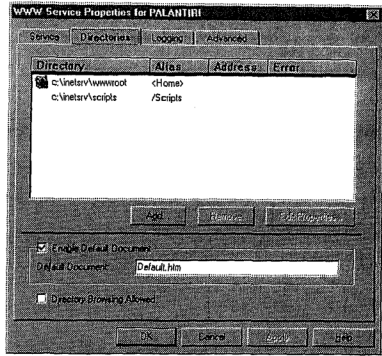 WWW Service Properties for PALANTIRI
Service Directories Logging Advanced
Directory Alias Address Error
c:\inetsrv\wwwroot <Home>
c:\inetsrv\scripts /Scripts
Add... Remove Edit Properties...
Enable Default Document
Default Document: Default.htm
Directory Browsing Allowed
OK Cancel Apply Help